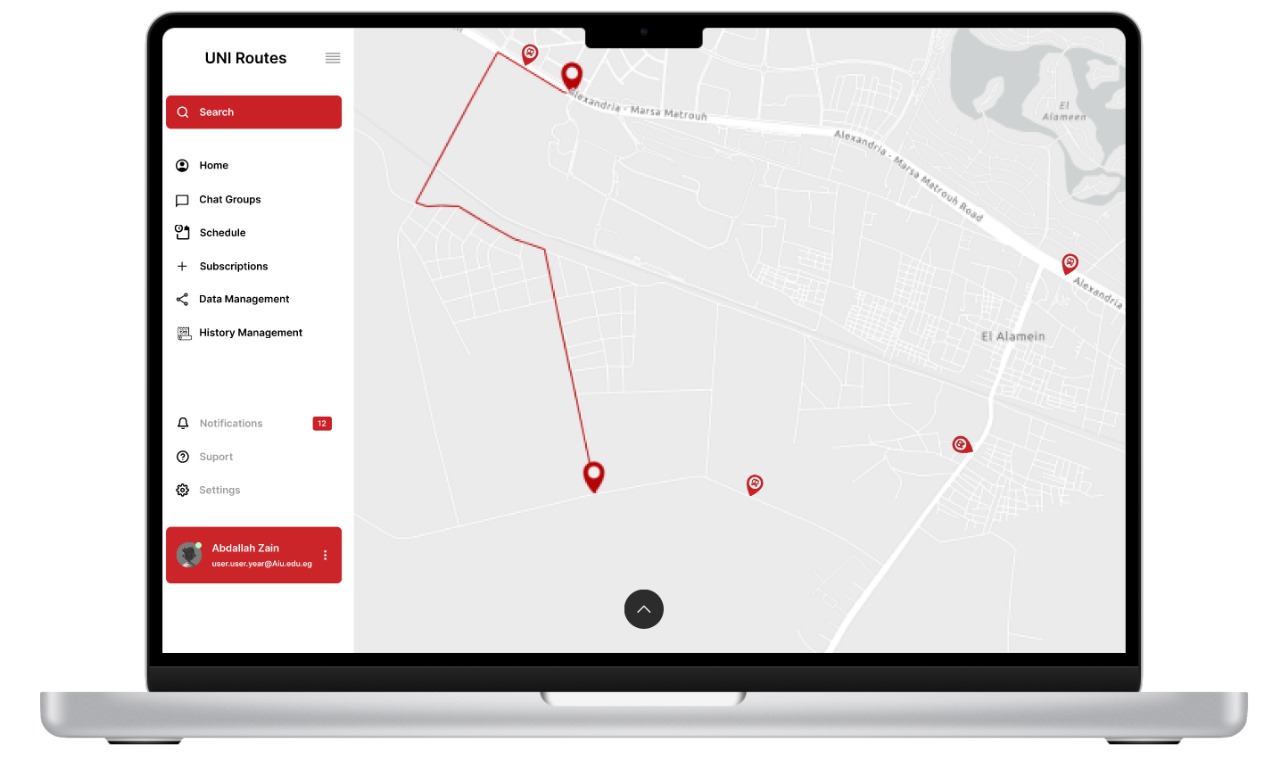 UNI Routes
Search
Home
Chat Groups
Schedule
Subscriptions
Data Management
History Management
Notifications
12
Suport
Settings
Abdallah Zain
user.user.year@Aiu.edu.eg
Alexandria - Marsa Matrouh
Alexandria - Marsa Matrouh Road
El
Alameen
Alexandria
El Alamein